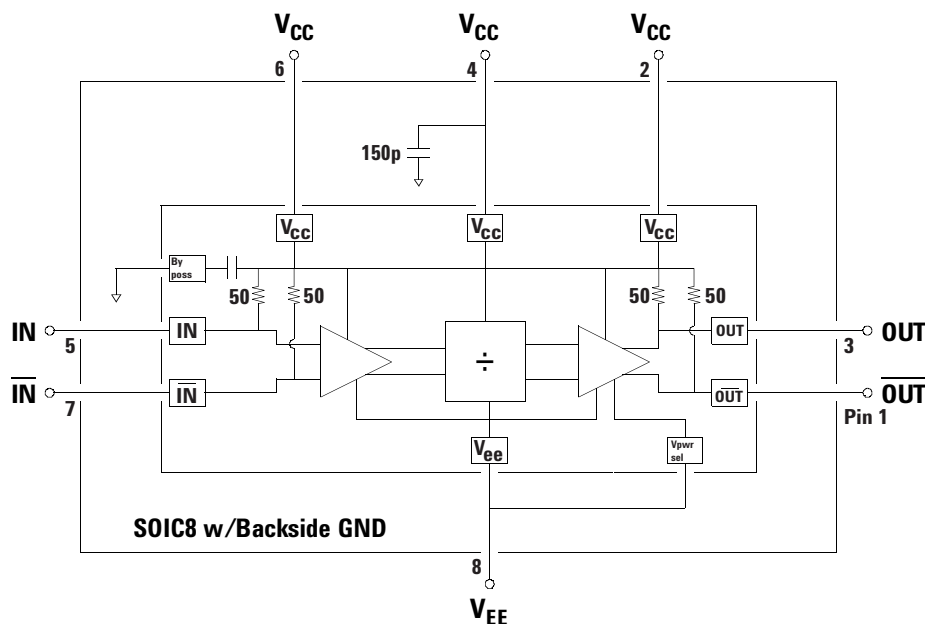 VCC VCC VCC
6 4 2
150p
Vcc Vcc Vcc
By
poss
50 50 50 50
IN 5 IN OUT 3 OUT
÷
IN 7 IN OUT OUT
Pin 1
Vee
Vpwr
sel
SOIC8 w/Backside GND
8
VEE